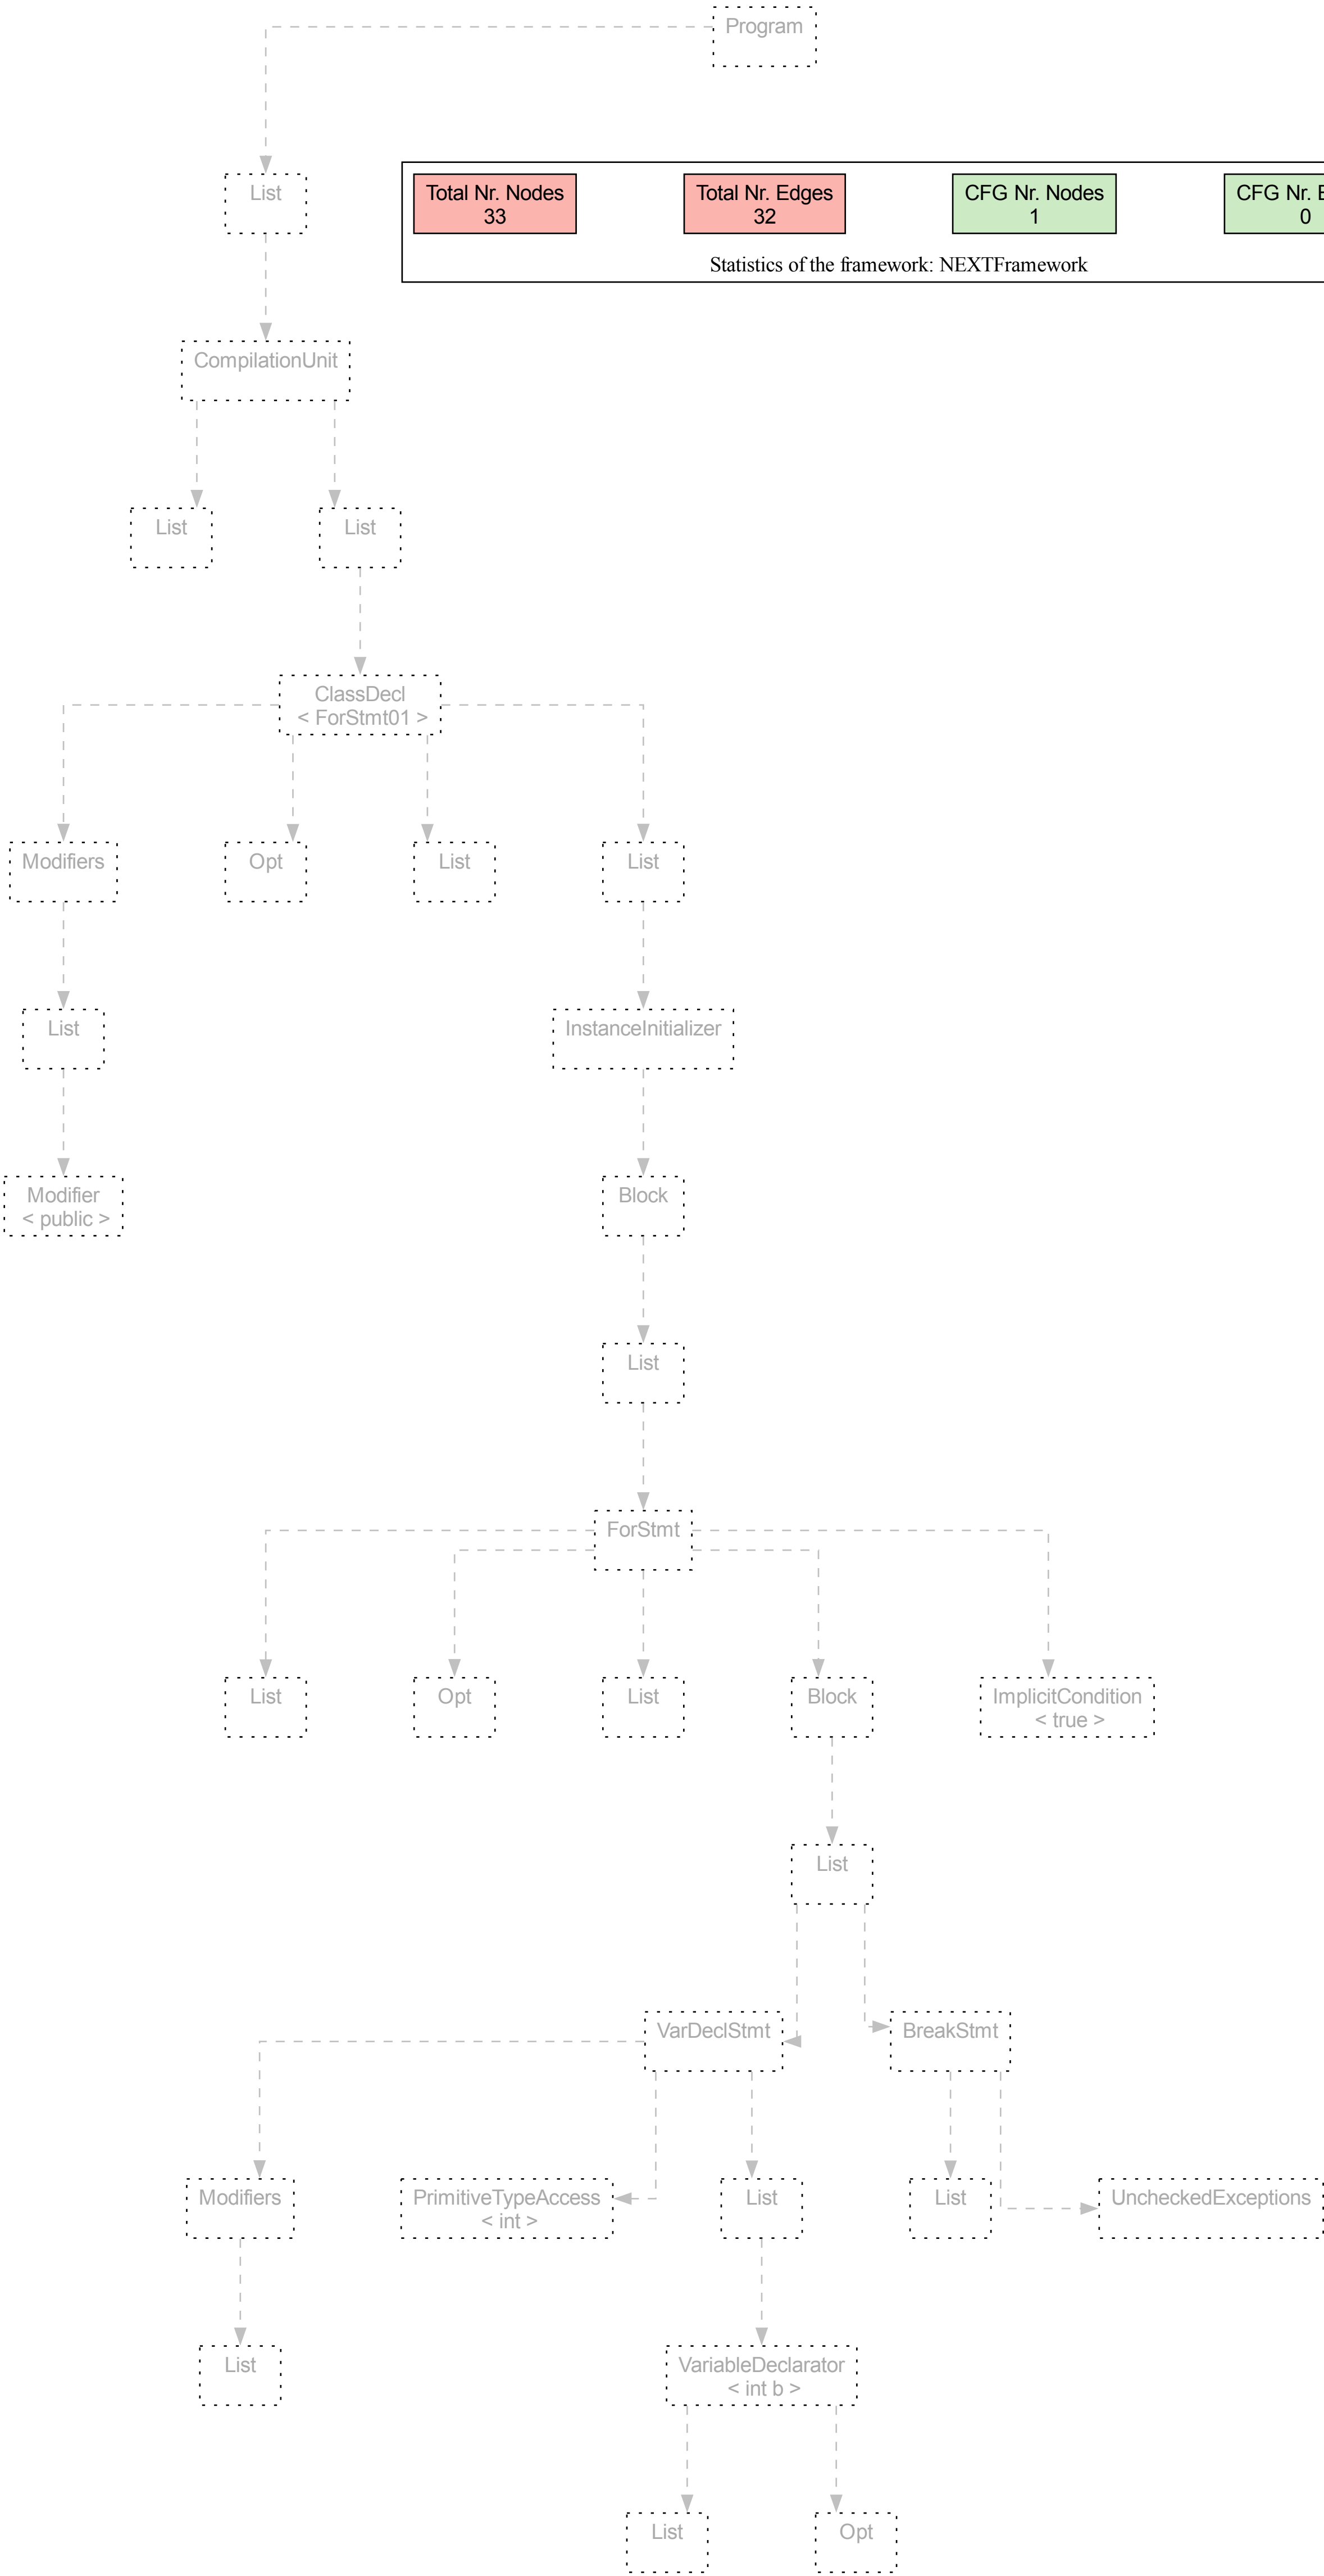 Program
List
Total Nr. Nodes
33
Total Nr. Edges
32
CFG Nr. Nodes
1
CFG Nr.
0
Statistics of the framework: NEXTFramework
CompilationUnit
List
List
ClassDecl
< ForStmt01 >
Modifiers
Opt
List
List
List
InstanceInitializer
Modifier
< public >
Block
List
ForStmt
List
Opt
List
Block
ImplicitCondition
< true >
List
VarDeclStmt
BreakStmt
Modifiers
PrimitiveTypeAccess
< int >
List
List
UncheckedExceptions
List
VariableDeclarator
< int b >
List
Opt